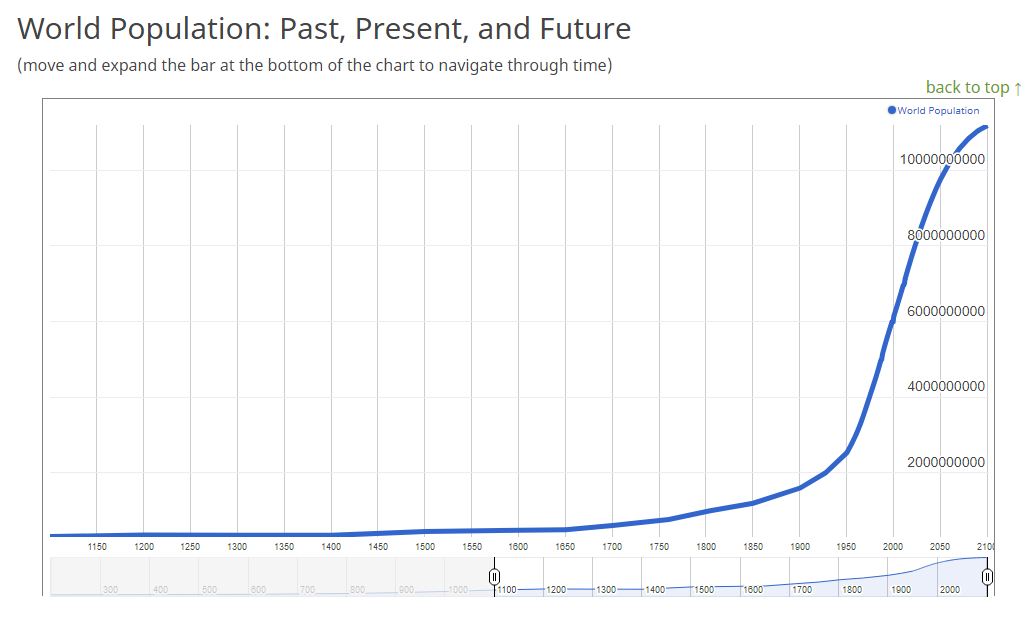 World Population: Past, Present, and Future
(move and expand the bar at the bottom of the chart to navigate through time)
back to top ↑
World Population
10000000000
8000000000
6000000000
4000000000
2000000000
1150 1200 1250 1300 1350 1400 1450 1500 1550 1600 1650 1700 1750 1800 1850 1900 1950 2000 2050 2100
300 400 500 600 700 800 900 1000 1100 1200 1300 1400 1500 1600 1700 1800 1900 2000